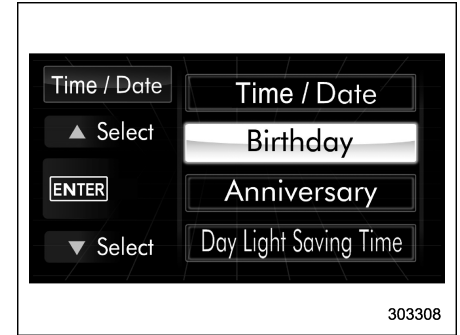 Time / Date
▲ Select
ENTER
▼ Select
Time / Date
Birthday
Anniversary
Day Light Saving Time
303308